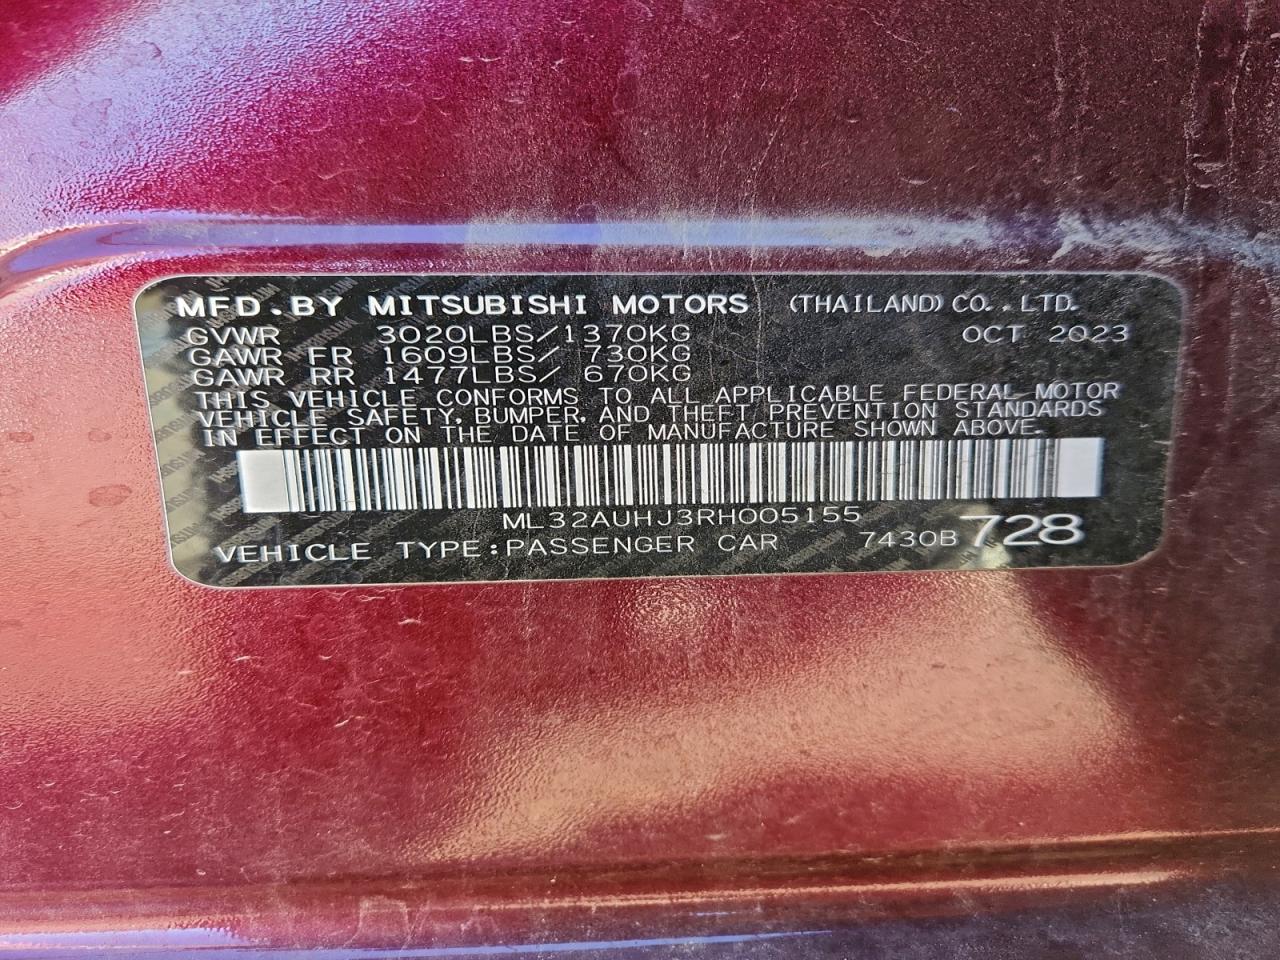 MFD. BY MITSUBISHI MOTORS (THAILAND) CO., LTD.
GVWR 3020LBS/1370KG OCT 2023
GAWR FR 1609LBS/ 730KG
GAWR RR 1477LBS/ 670KG
THIS VEHICLE CONFORMS TO ALL APPLICABLE FEDERAL MOTOR
VEHICLE SAFETY, BUMPER, AND THEFT PREVENTION STANDARDS
IN EFFECT ON THE DATE OF MANUFACTURE SHOWN ABOVE.
ML32AUHJ3RH005155
VEHICLE TYPE:PASSENGER CAR 7430B 728